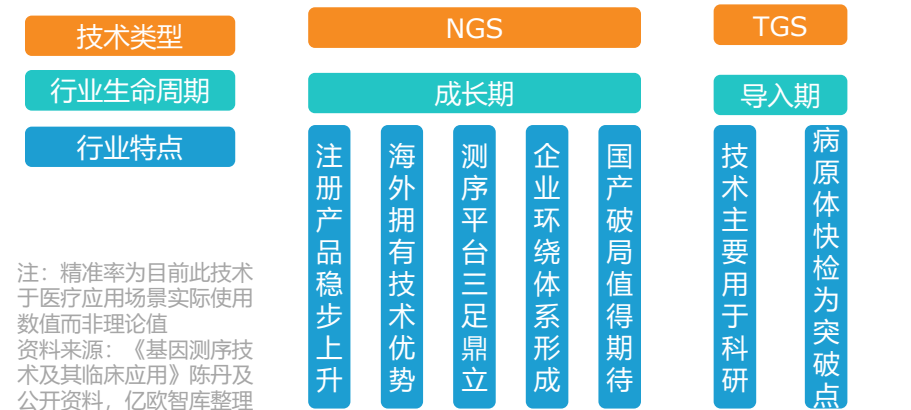 技术类型
NGS
TGS
行业生命周期
成长期
导入期
行业特点
注册产品稳步上升
海外拥有技术优势
测序平台三足鼎立
企业环绕体系形成
国产破局值得期待
技术主要用于科研
病原体快检为突破点
注：精准率为目前此技术
于医疗应用场景实际使用
数值而非理论值
资料来源：《基因测序技
术及其临床应用》陈丹及
公开资料，亿欧智库整理